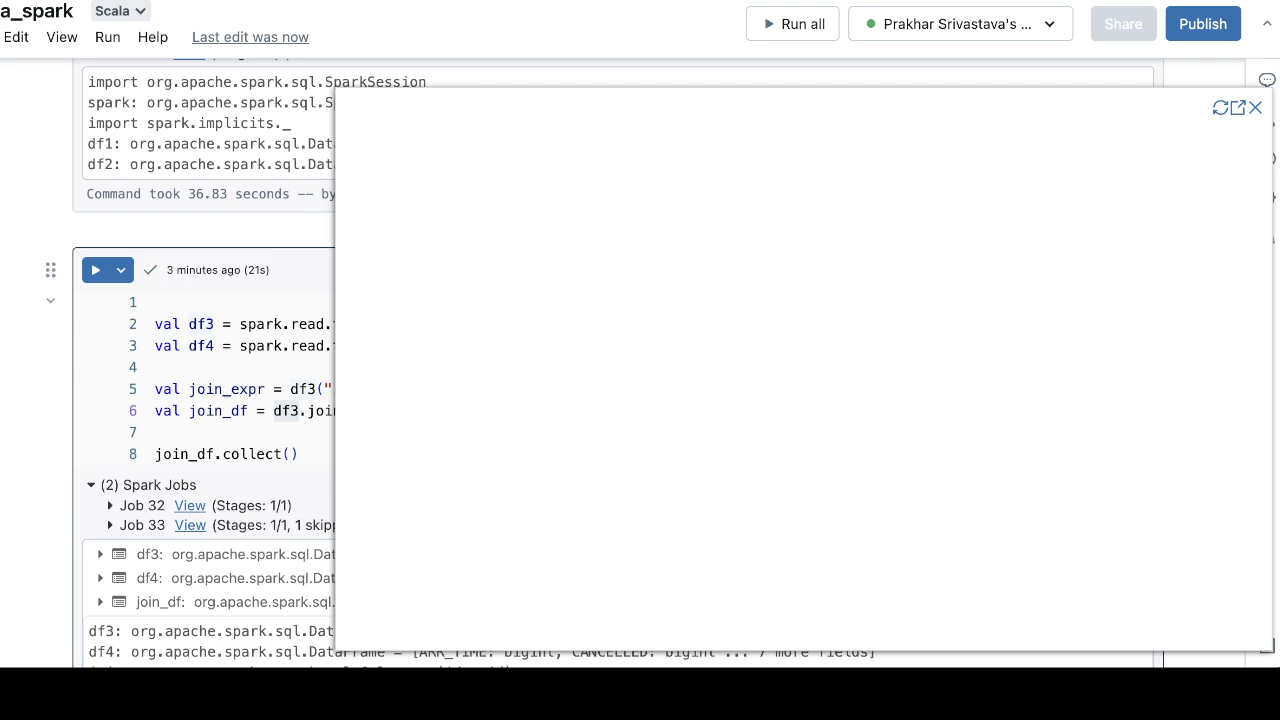 a_spark Scala
Edit View Run Help Last edit was now
Run all Prakhar Srivastava's ... Share Publish
import org.apache.spark.sql.SparkSession
spark: org.apache.spark.sql.S
import spark.implicits._
df1: org.apache.spark.sql.Dat
df2: org.apache.spark.sql.Dat
Command took 36.83 seconds -- by
3 minutes ago (21s)
1
2 val df3 = spark.read.
3 val df4 = spark.read.
4
5 val join_expr = df3("
6 val join_df = df3.join
7
8 join_df.collect()
(2) Spark Jobs
Job 32 View (Stages: 1/1)
Job 33 View (Stages: 1/1, 1 skipp
df3: org.apache.spark.sql.Dat
df4: org.apache.spark.sql.Dat
join_df: org.apache.spark.sql.
df3: org.apache.spark.sql.Dat
df4: org.apache.spark.sql.DataFrame = [ARR_TIME: bigint, CANCELLED: bigint ... 7 more fields]